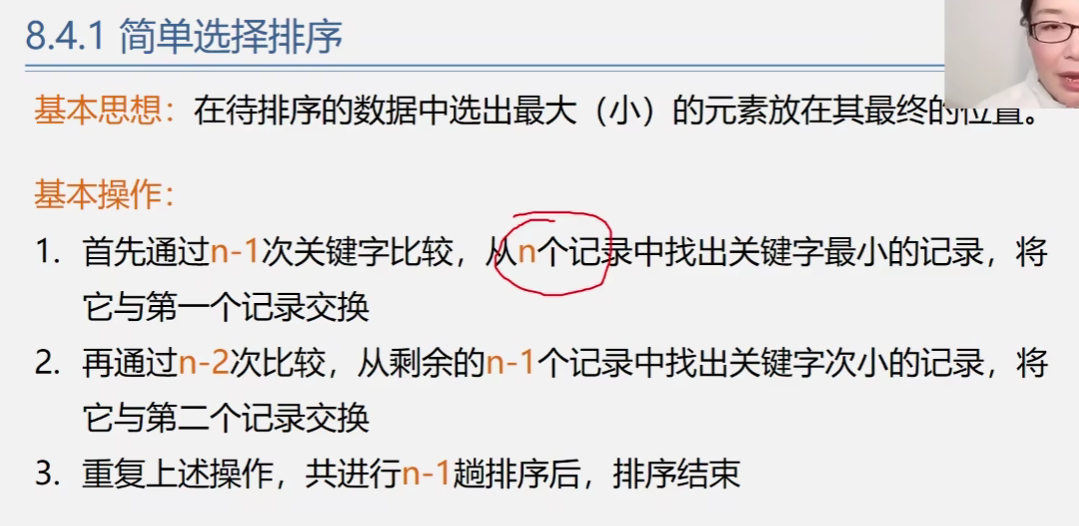 8.4.1 简单选择排序
基本思想：在待排序的数据中选出最大（小）的元素放在其最终的位置。
基本操作：
1. 首先通过n-1次关键字比较，从n个记录中找出关键字最小的记录，将
它与第一个记录交换
2. 再通过n-2次比较，从剩余的n-1个记录中找出关键字次小的记录，将
它与第二个记录交换
3. 重复上述操作，共进行n-1趟排序后，排序结束